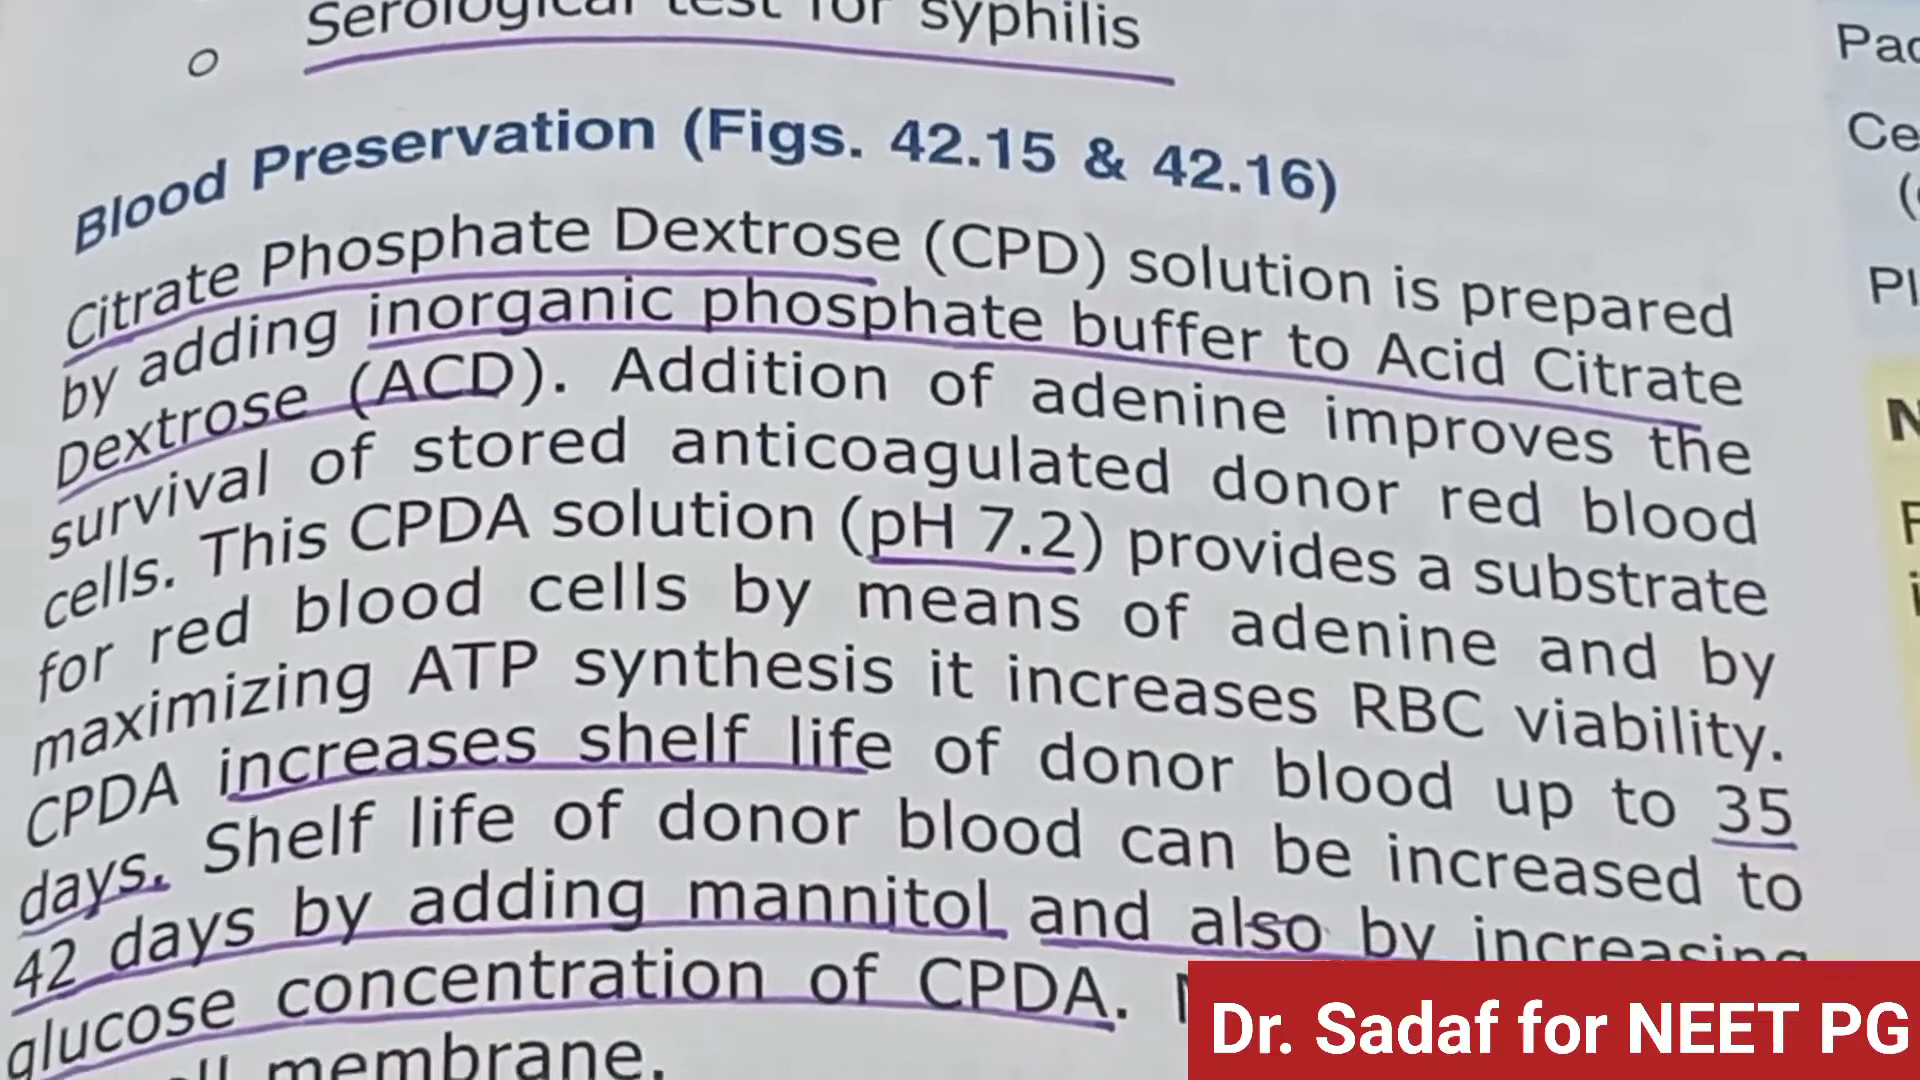 Serological test for syphilis
Blood Preservation (Figs. 42.15 & 42.16)
Citrate Phosphate Dextrose (CPD) solution is prepared
by adding inorganic phosphate buffer to Acid Citrate
Dextrose (ACD). Addition of adenine improves the
survival of stored anticoagulated donor red blood
cells. This CPDA solution (pH 7.2) provides a substrate
for red blood cells by means of adenine and by
maximizing ATP synthesis it increases RBC viability.
CPDA increases shelf life of donor blood up to 35
days. Shelf life of donor blood can be increased to
42 days by adding mannitol and also by increasing
glucose concentration of CPDA.
membrane.
Dr. Sadaf for NEET PG